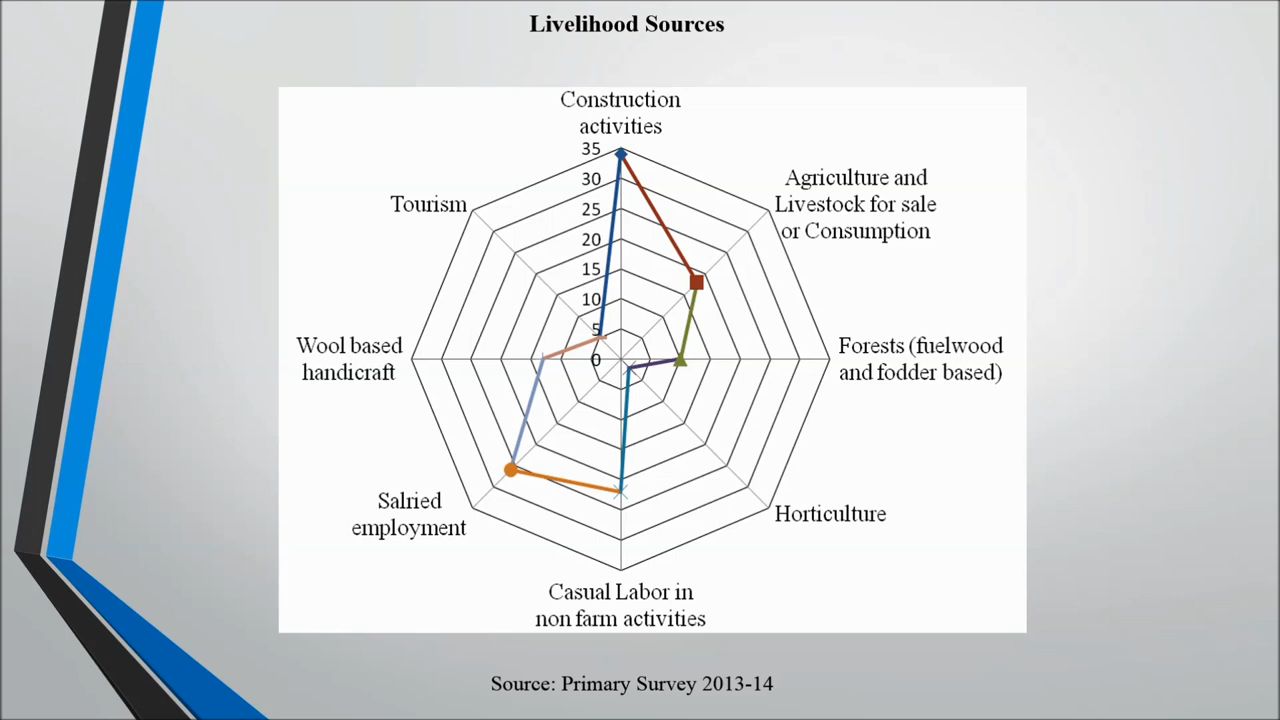 Livelihood Sources
Construction
activities
35
30
25
20
15
10
5
0
Agriculture and
Livestock for sale
or Consumption
Tourism
Wool based
handicraft
Forests (fuelwood
and fodder based)
Salried
employment
Horticulture
Casual Labor in
non farm activities
Source: Primary Survey 2013-14